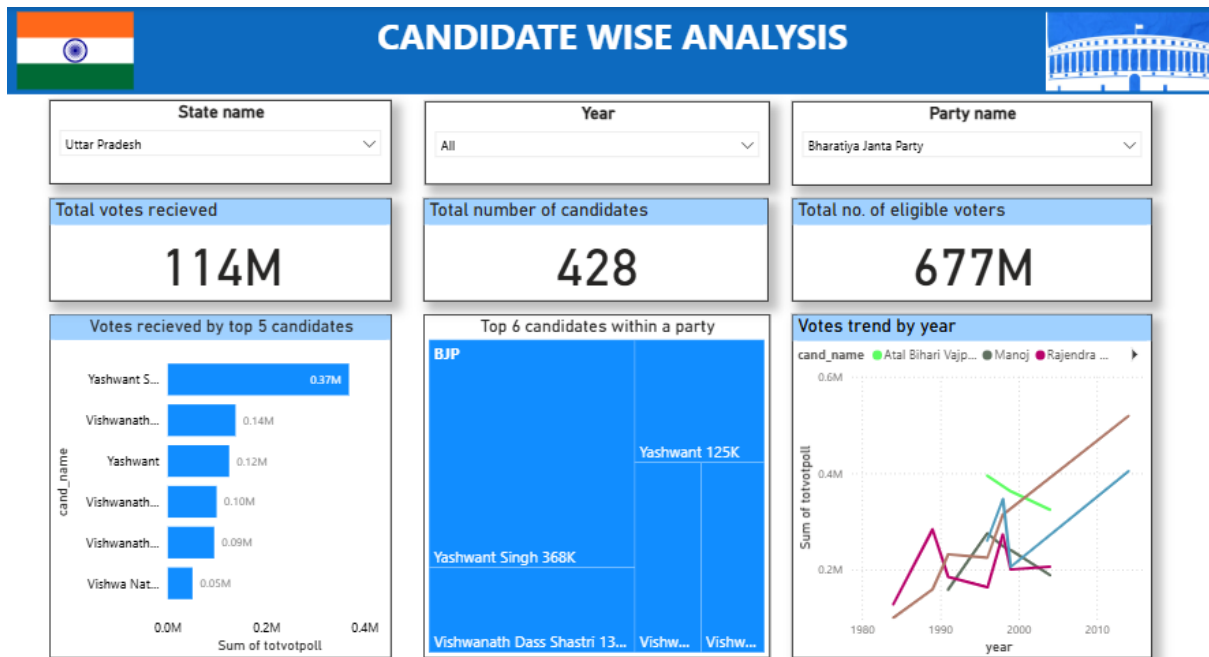 CANDIDATE WISE ANALYSIS
State name
Uttar Pradesh
Year
All
Party name
Bharatiya Janta Party
Total votes recieved
114M
Total number of candidates
428
Total no. of eligible voters
677M
Votes recieved by top 5 candidates
cand_name
Yashwant S... 0.37M
Vishwanath... 0.14M
Yashwant 0.12M
Vishwanath... 0.10M
Vishwanath... 0.09M
Vishwa Nat... 0.05M
0.0M 0.2M 0.4M
Sum of totvotpoll
Top 6 candidates within a party
BJP
Yashwant 125K
Yashwant Singh 368K
Vishwanath Dass Shastri 13... Vishw... Vishw...
Votes trend by year
cand_name Atal Bihari Vajp... Manoj Rajendra ...
Sum of totvotpoll
0.6M
0.4M
0.2M
1980 1990 2000 2010
year